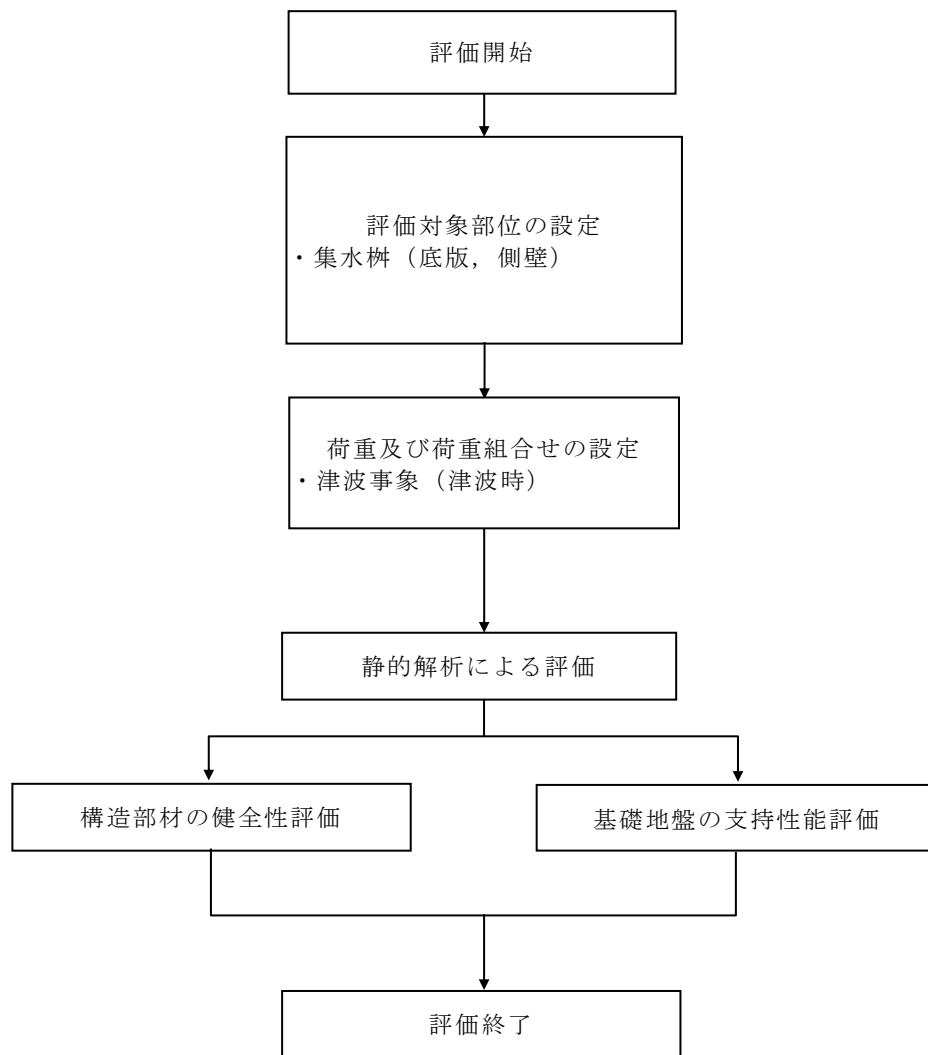 評価開始
評価対象部位の設定
・集水桝（底版，側壁）
荷重及び荷重組合せの設定
・津波事象（津波時）
静的解析による評価
構造部材の健全性評価
基礎地盤の支持性能評価
評価終了